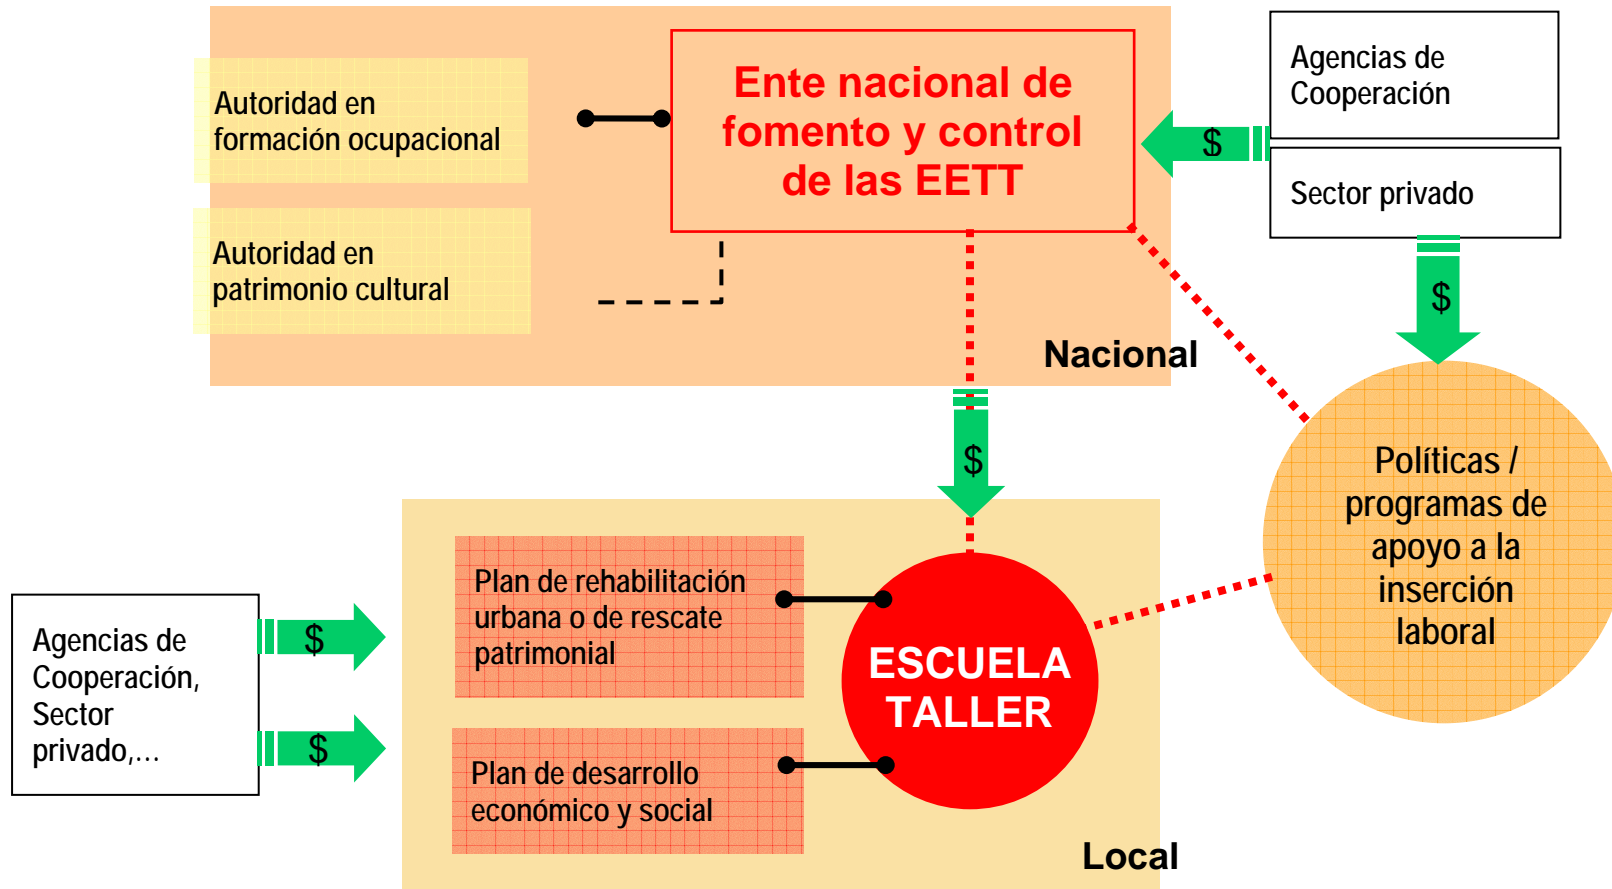 Autoridad en
formación ocupacional
Ente nacional de
fomento y control
de las EETT
Agencias de
Cooperación
$
Sector privado
Autoridad en
patrimonio cultural
$
Nacional
$
Políticas /
programas de
apoyo a la
inserción
laboral
Plan de rehabilitación
urbana o de rescate
patrimonial
Agencias de
Cooperación,
Sector
privado,...
$
$
ESCUELA
TALLER
Plan de desarrollo
económico y social
Local